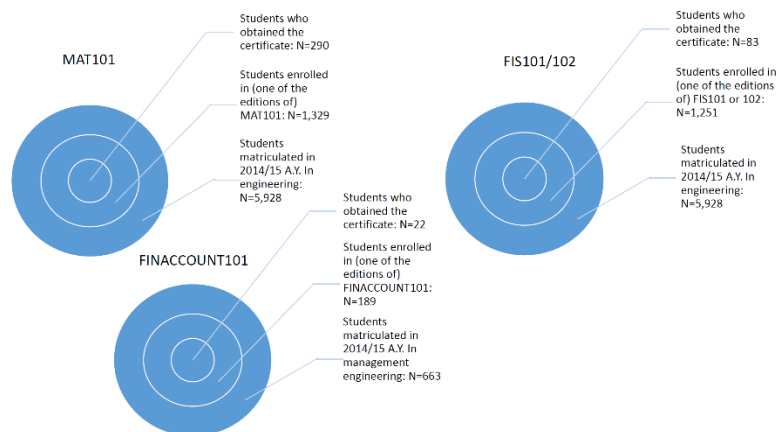 MAT101
Students who
obtained the
certificate: N=290
Students enrolled
in (one of the
editions of)
MAT101:
N=1,329
Students
matriculated in
2014/15 A.Y. In
engineering:
N=5,928
FIS101/102
Students who
obtained the
certificate: N=83
Students enrolled in
(one of the editions
of) FIS101 or 102:
N=1,251
Students
matriculated in
2014/15 A.Y. In
engineering:
N=5,928
FINACCOUNT101
Students who
obtained the
certificate: N=22
Students enrolled
in (one of the
editions of)
FINACCOUNT101:
N=189
Students
matriculated in
2014/15 A.Y. In
management
engineering: N=663